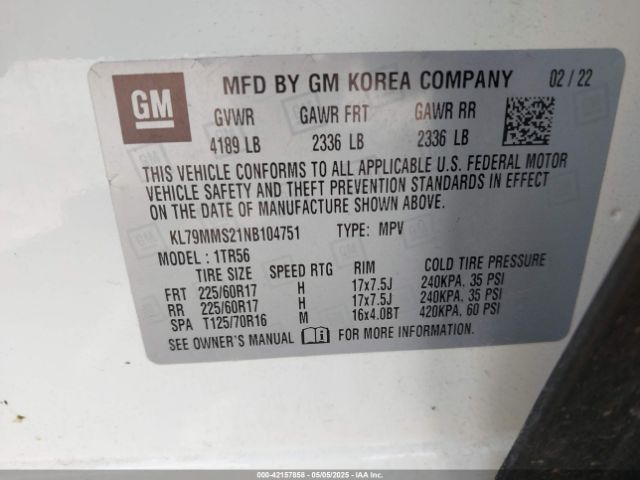 GM MFD BY GM KOREA COMPANY 02 / 22
GVWR GAWR FRT GAWR RR
4189 LB 2336 LB 2336 LB
THIS VEHICLE CONFORMS TO ALL APPLICABLE U.S. FEDERAL MOTOR
VEHICLE SAFETY AND THEFT PREVENTION STANDARDS IN EFFECT
ON THE DATE OF MANUFACTURE SHOWN ABOVE.
KL79MMS21NB104751 TYPE: MPV
MODEL : 1TR56
TIRE SIZE SPEED RTG RIM COLD TIRE PRESSURE
FRT 225/60R17 H 17x7.5J 240KPA, 35 PSI
RR 225/60R17 H 17x7.5J 240KPA, 35 PSI
SPA T125/70R16 M 16x4.0BT 420KPA, 60 PSI
SEE OWNER'S MANUAL FOR MORE INFORMATION
000-42157858 - 05/05/2025 - IAAI.COM